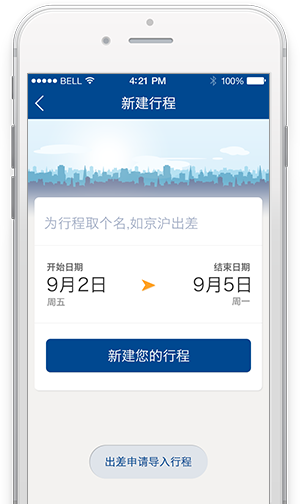 BELL 4:21 PM 100%
新建行程
为行程取个名,如京沪出差
开始日期 结束日期
9月2日 9月5日
周五 周一
新建您的行程
出差申请导入行程